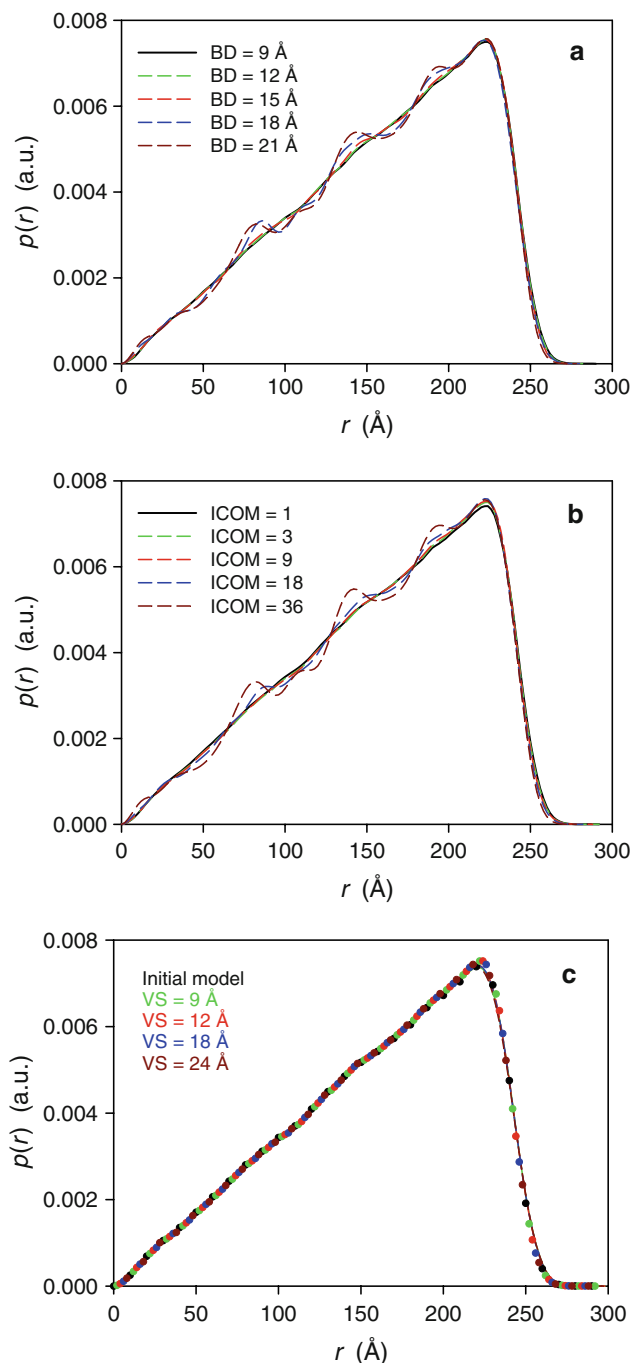 a
BD = 9 Å
BD = 12 Å
BD = 15 Å
BD = 18 Å
BD = 21 Å
0.008
0.006
0.004
0.002
0.000
p(r) (a.u.)
0 50 100 150 200 250 300
r (Å)
b
ICOM = 1
ICOM = 3
ICOM = 9
ICOM = 18
ICOM = 36
0.008
0.006
0.004
0.002
0.000
p(r) (a.u.)
0 50 100 150 200 250 300
r (Å)
c
Initial model
VS = 9 Å
VS = 12 Å
VS = 18 Å
VS = 24 Å
0.008
0.006
0.004
0.002
0.000
p(r) (a.u.)
0 50 100 150 200 250 300
r (Å)